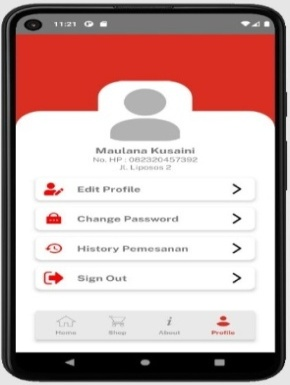 11:21
Maulana Kusaini
No. HP : 082320457392
Jl. Liposos 2
Edit Profile
Change Password
History Pemesanan
Sign Out
Home Shop About Profile